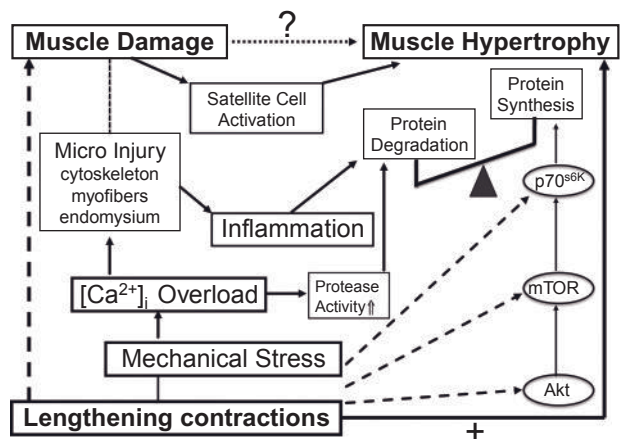 ?
Muscle Damage
Muscle Hypertrophy
Satellite Cell
Activation
Protein
Synthesis
Protein
Degradation
Micro Injury
cytoskeleton
myofibers
endomysium
p70s6K
Inflammation
[Ca²⁺]i Overload
Protease
Activity⇑
mTOR
Mechanical Stress
Akt
Lengthening contractions
+